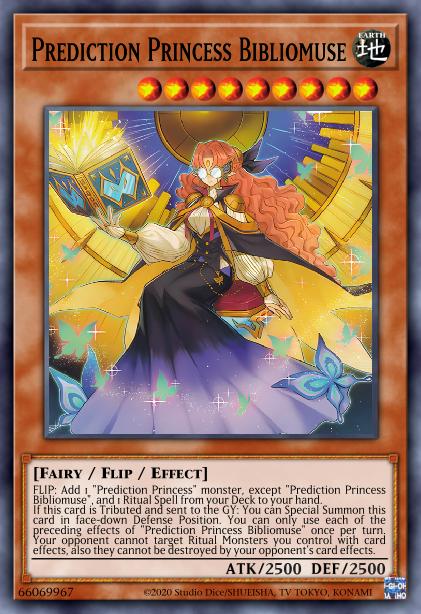 PREDICTION PRINCESS BIBLIOMUSE
EARTH
地
[FAIRY / FLIP / EFFECT]
FLIP: Add 1 "Prediction Princess" monster, except "Prediction Princess
Bibliomuse", and 1 Ritual Spell from your Deck to your hand.
If this card is Tributed and sent to the GY: You can Special Summon this
card in face-down Defense Position. You can only use each of the
preceding effects of "Prediction Princess Bibliomuse" once per turn.
Your opponent cannot target Ritual Monsters you control with card
effects, also they cannot be destroyed by your opponent's card effects.
ATK/2500 DEF/2500
66069967 ©2020 Studio Dice/SHUEISHA, TV TOKYO, KONAMI